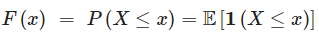 F(x) = P(X ≤ x) = 𝔼[𝟏(X ≤ x)]